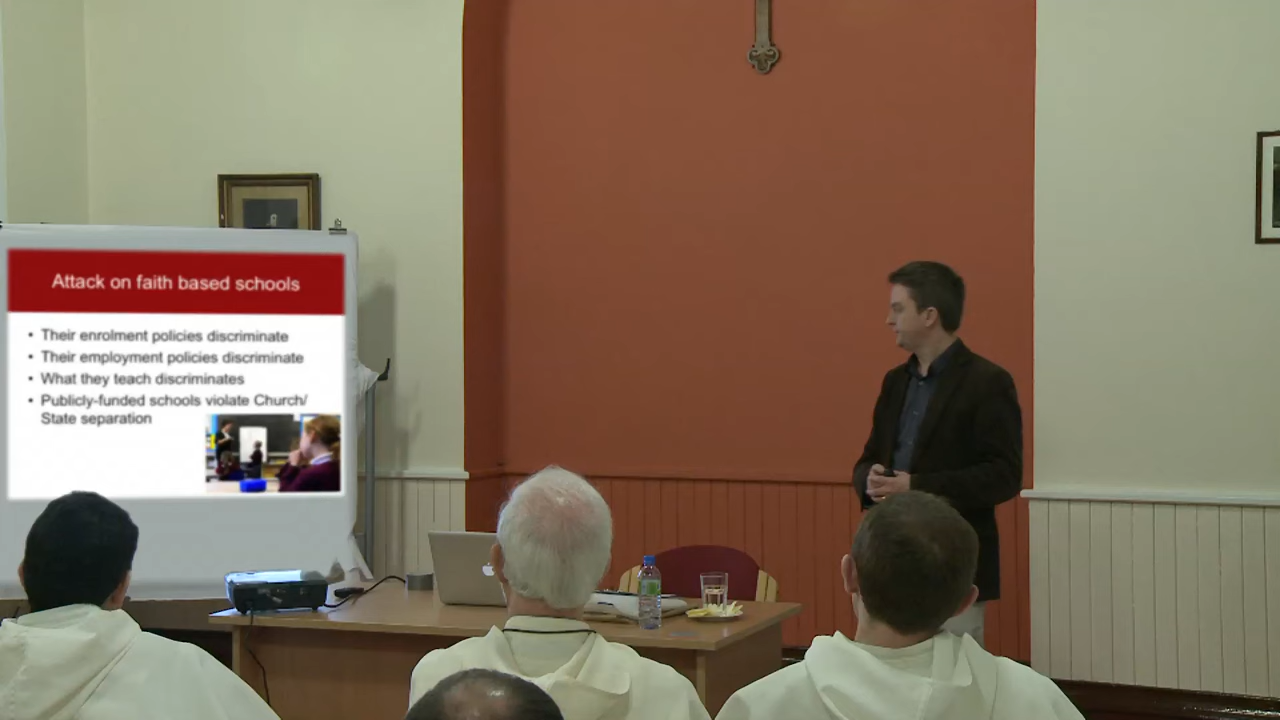 Attack on faith based schools
• Their enrolment policies discriminate
• Their employment policies discriminate
• What they teach discriminates
• Publicly-funded schools violate Church/
State separation